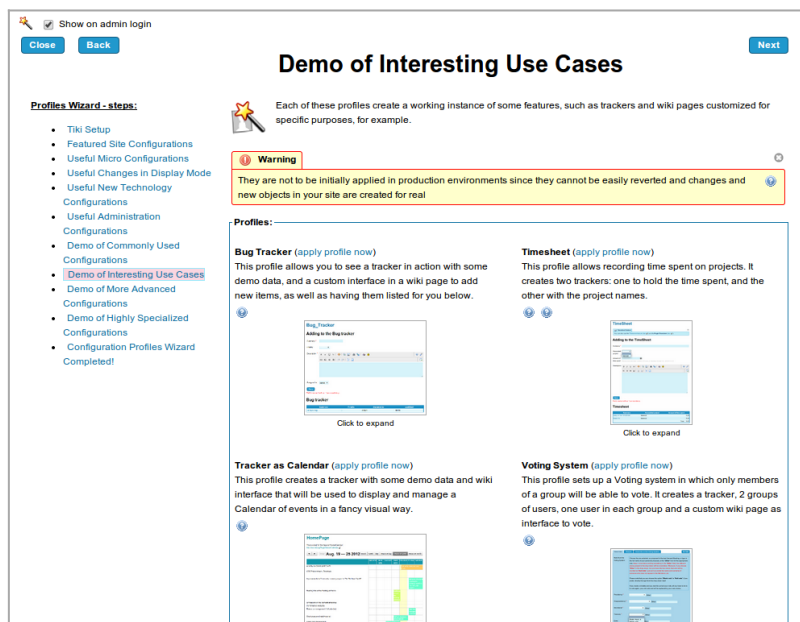 Show on admin login
Close
Back
Next
Demo of Interesting Use Cases
Profiles Wizard - steps:
Tiki Setup
Featured Site Configurations
Useful Micro Configurations
Useful Changes in Display Mode
Useful New Technology
Configurations
Useful Administration
Configurations
Demo of Commonly Used
Configurations
Demo of Interesting Use Cases
Demo of More Advanced
Configurations
Demo of Highly Specialized
Configurations
Configuration Profiles Wizard
Completed!
Each of these profiles create a working instance of some features, such as trackers and wiki pages customized for
specific purposes, for example.
Warning
They are not to be initially applied in production environments since they cannot be easily reverted and changes and
new objects in your site are created for real
Profiles:
Bug Tracker (apply profile now)
This profile allows you to see a tracker in action with some
demo data, and a custom interface in a wiki page to add
new items, as well as having them listed for you below.
Bug_Tracker
Adding to the Bug tracker
Bug tracker
Click to expand
Timesheet (apply profile now)
This profile allows recording time spent on projects. It
creates two trackers: one to hold the time spent, and the
other with the project names.
TimeSheet
Adding to the TimeSheet
Timesheet
Click to expand
Tracker as Calendar (apply profile now)
This profile creates a tracker with some demo data and wiki
interface that will be used to display and manage a
Calendar of events in a fancy visual way.
HomePage
Voting System (apply profile now)
This profile sets up a Voting system in which only members
of a group will be able to vote. It creates a tracker, 2 groups
of users, one user in each group and a custom wiki page as
interface to vote.